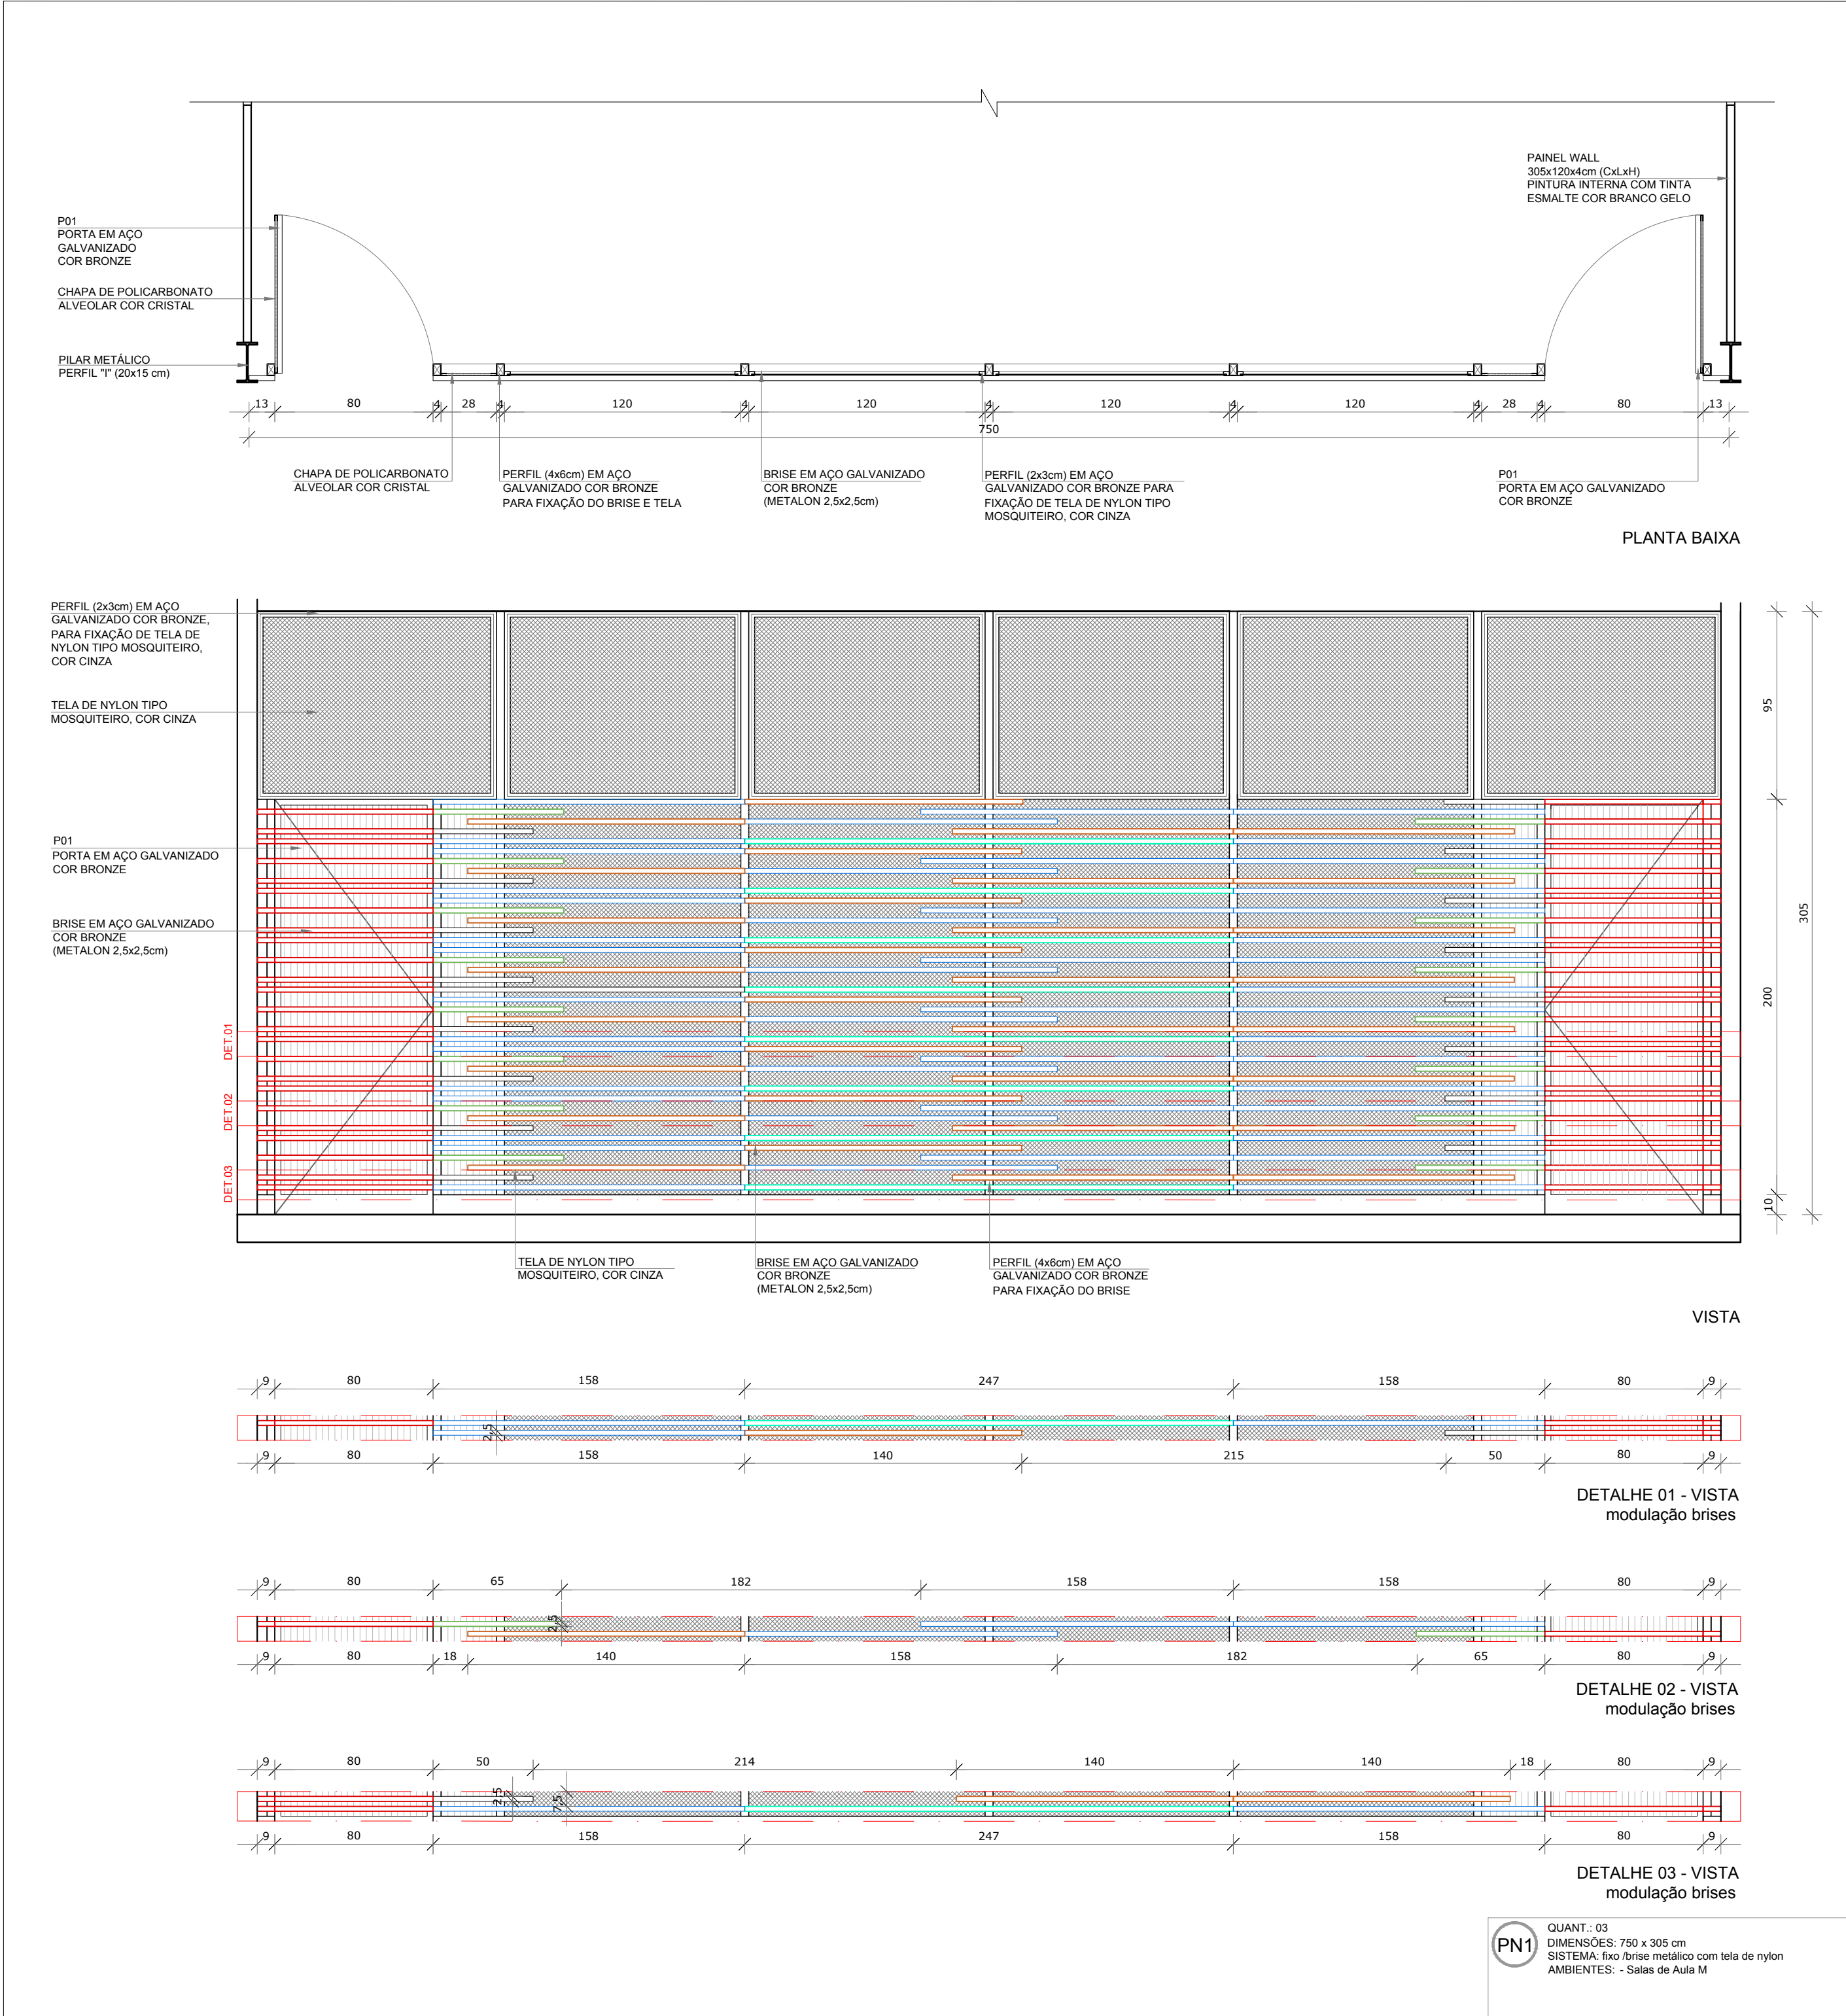 PAINEL WALL
305x120x4cm (CxLxH)
PINTURA INTERNA COM TINTA
ESMALTE COR BRANCO GELO
P01
PORTA EM AÇO
GALVANIZADO
COR BRONZE
CHAPA DE POLICARBONATO
ALVEOLAR COR CRISTAL
PILAR METÁLICO
PERFIL "I" (20x15 cm)
13 80 4 28 4 120 4 120 4 120 4 120 4 28 4 80 13
750
CHAPA DE POLICARBONATO
ALVEOLAR COR CRISTAL
PERFIL (4x6cm) EM AÇO
GALVANIZADO COR BRONZE
PARA FIXAÇÃO DO BRISE E TELA
BRISE EM AÇO GALVANIZADO
COR BRONZE
(METALON 2,5x2,5cm)
PERFIL (2x3cm) EM AÇO
GALVANIZADO COR BRONZE PARA
FIXAÇÃO DE TELA DE NYLON TIPO
MOSQUITEIRO, COR CINZA
P01
PORTA EM AÇO GALVANIZADO
COR BRONZE
PLANTA BAIXA
PERFIL (2x3cm) EM AÇO
GALVANIZADO COR BRONZE,
PARA FIXAÇÃO DE TELA DE
NYLON TIPO MOSQUITEIRO,
COR CINZA
TELA DE NYLON TIPO
MOSQUITEIRO, COR CINZA
P01
PORTA EM AÇO GALVANIZADO
COR BRONZE
BRISE EM AÇO GALVANIZADO
COR BRONZE
(METALON 2,5x2,5cm)
DET.01
DET.02
DET.03
95
305
200
10
TELA DE NYLON TIPO
MOSQUITEIRO, COR CINZA
BRISE EM AÇO GALVANIZADO
COR BRONZE
(METALON 2,5x2,5cm)
PERFIL (4x6cm) EM AÇO
GALVANIZADO COR BRONZE
PARA FIXAÇÃO DO BRISE
VISTA
9 80 158 247 158 80 9
2,5
9 80 158 140 215 50 80 9
DETALHE 01 - VISTA
modulação brises
9 80 65 182 158 158 80 9
2,5
9 80 18 140 158 182 65 80 9
DETALHE 02 - VISTA
modulação brises
9 80 50 214 140 140 18 80 9
2,5 7,5
9 80 158 247 158 80 9
DETALHE 03 - VISTA
modulação brises
PN1
QUANT.: 03
DIMENSÕES: 750 x 305 cm
SISTEMA: fixo /brise metálico com tela de nylon
AMBIENTES: - Salas de Aula M